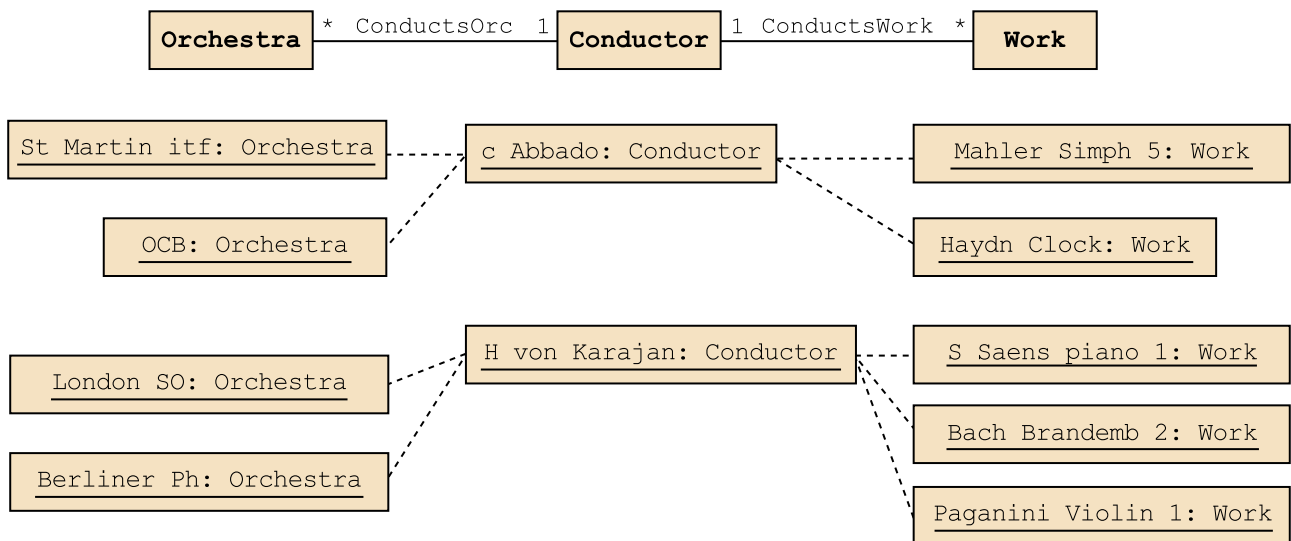 Orchestra * ConductsOrc 1 Conductor 1 ConductsWork * Work
St Martin itf: Orchestra
c Abbado: Conductor
Mahler Simph 5: Work
OCB: Orchestra
Haydn Clock: Work
H von Karajan: Conductor
S Saens piano 1: Work
London SO: Orchestra
Bach Brandemb 2: Work
Berliner Ph: Orchestra
Paganini Violin 1: Work